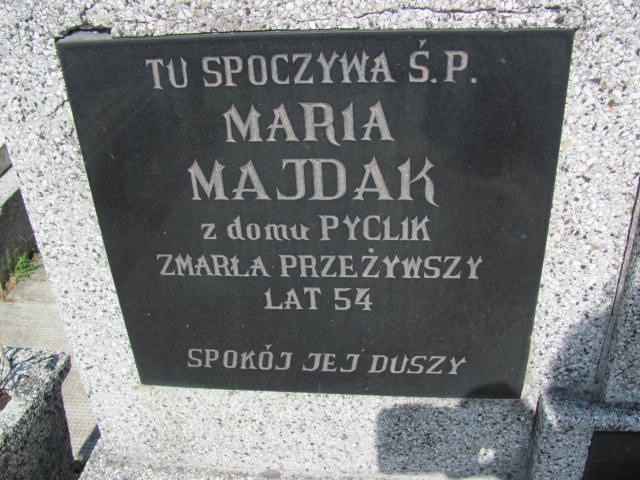 TU SPOCZYWA Ś.P.
MARIA
MAJDAK
z domu PYCLIK
ZMARŁA PRZEŻYWSZY
LAT 54
SPOKÓJ JEJ DUSZY